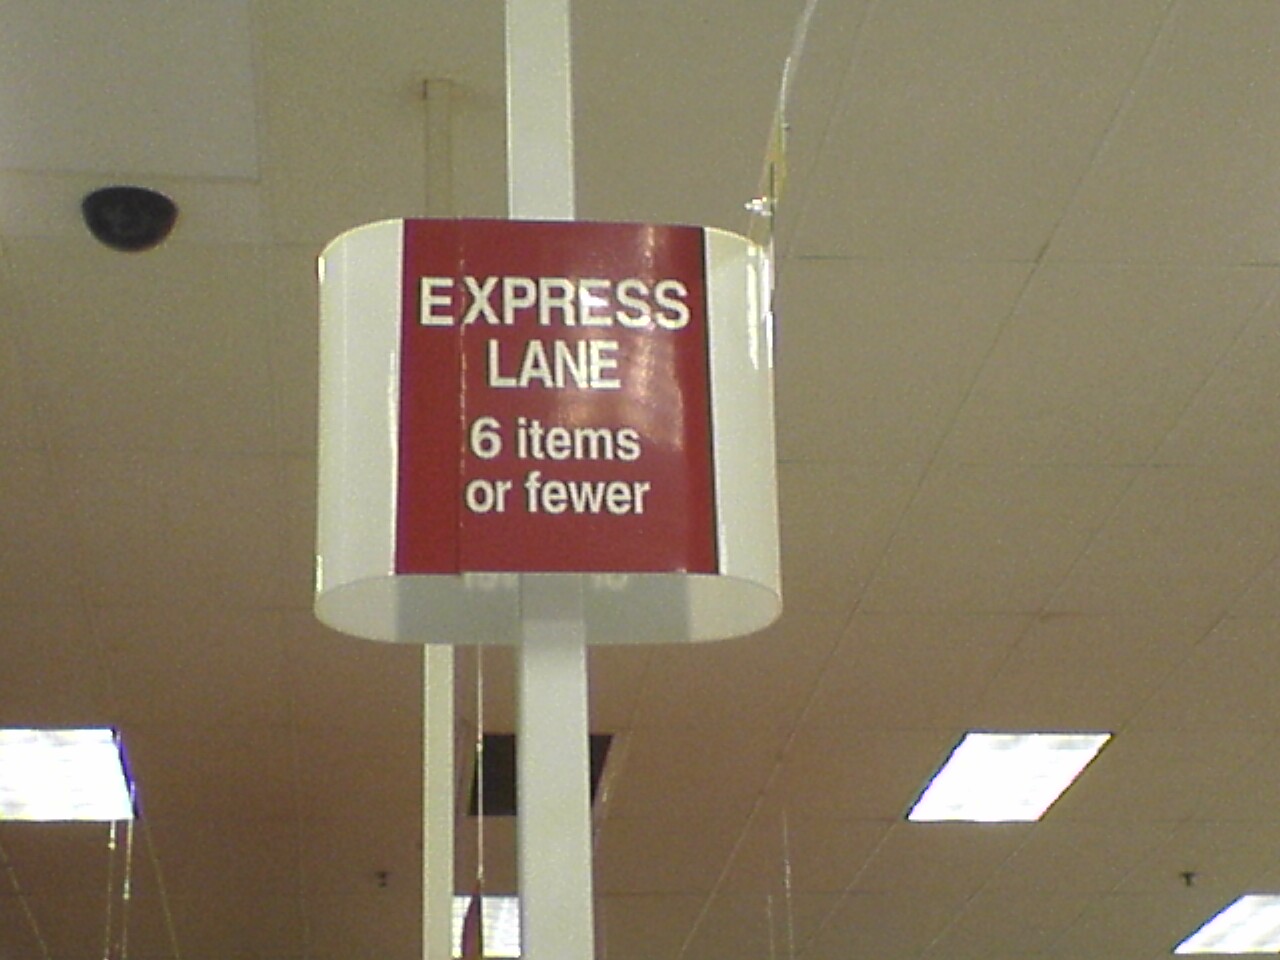 EXPRESS
LANE
6 items
or fewer